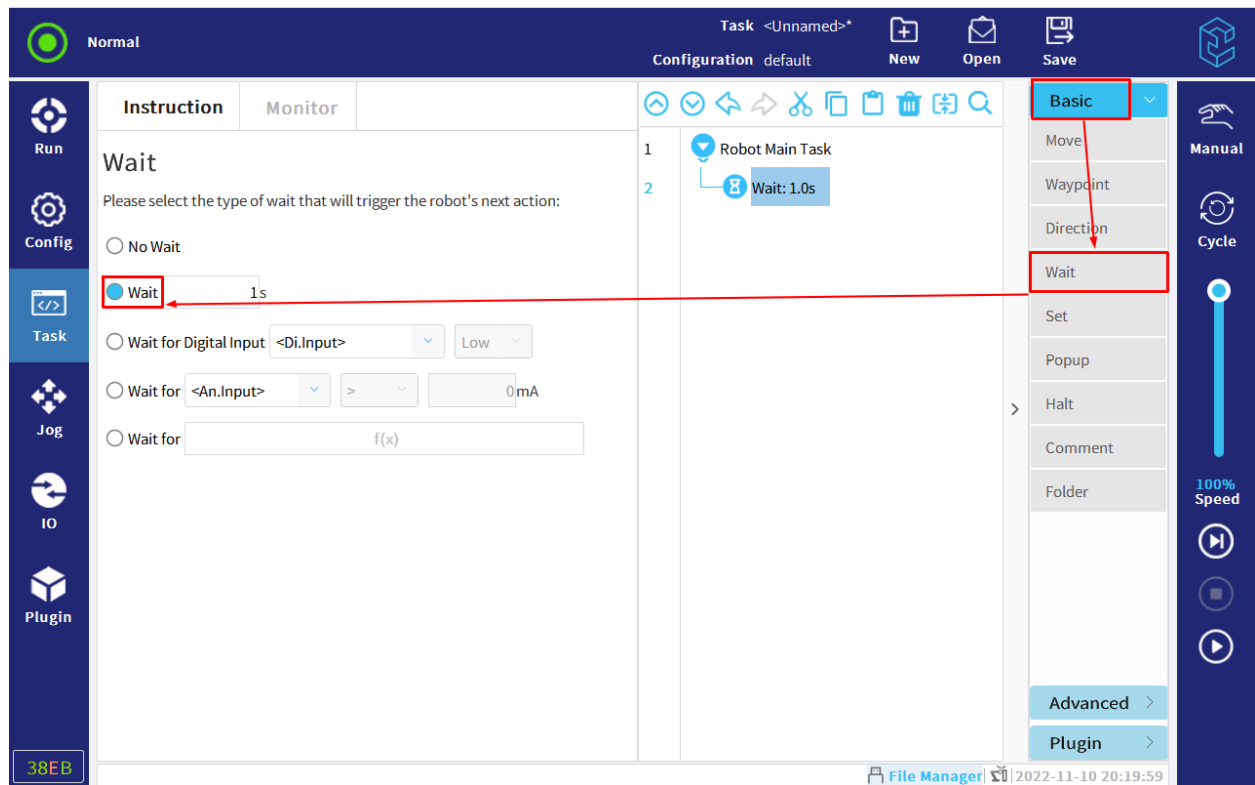 Normal
Task <Unnamed>*
Configuration default
New
Open
Save
Run
Config
Task
Jog
IO
Plugin
38EB
Instruction
Monitor
Wait
Please select the type of wait that will trigger the robot's next action:
No Wait
Wait 1 s
Wait for Digital Input <Di.Input> Low
Wait for <An.Input> > 0 mA
Wait for f(x)
1 Robot Main Task
2 Wait: 1.0s
Basic
Move
Waypoint
Direction
Wait
Set
Popup
Halt
Comment
Folder
Advanced
Plugin
Manual
Cycle
100%
Speed
File Manager 2022-11-10 20:19:59